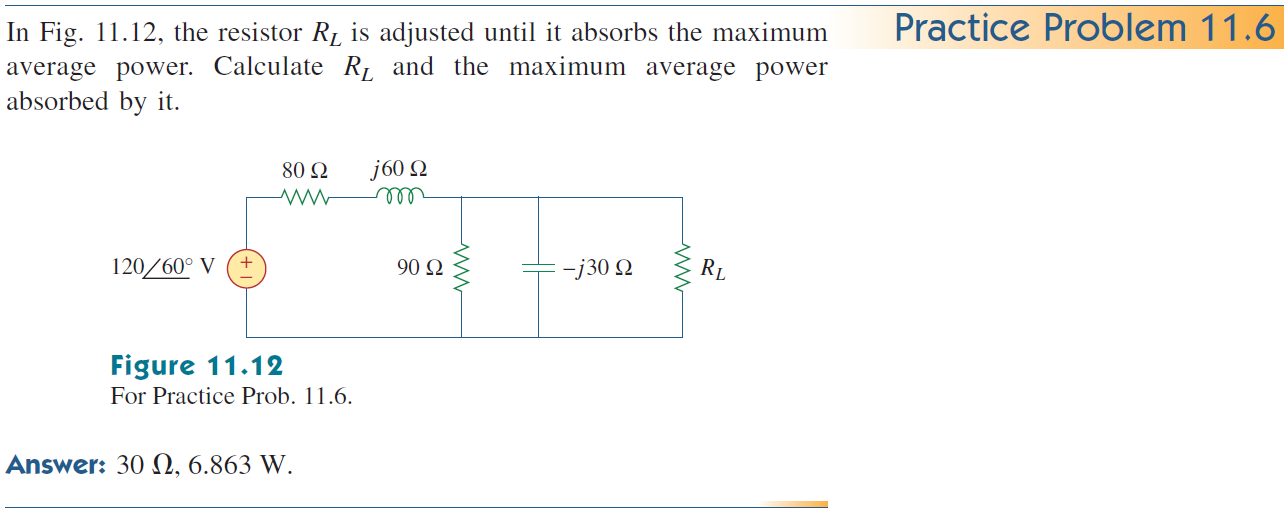 In Fig. 11.12, the resistor R_L is adjusted until it absorbs the maximum
average power. Calculate R_L and the maximum average power
absorbed by it.
Practice Problem 11.6
80 Ω
j60 Ω
120∠60° V
+
−
90 Ω
−j30 Ω
R_L
Figure 11.12
For Practice Prob. 11.6.
Answer: 30 Ω, 6.863 W.